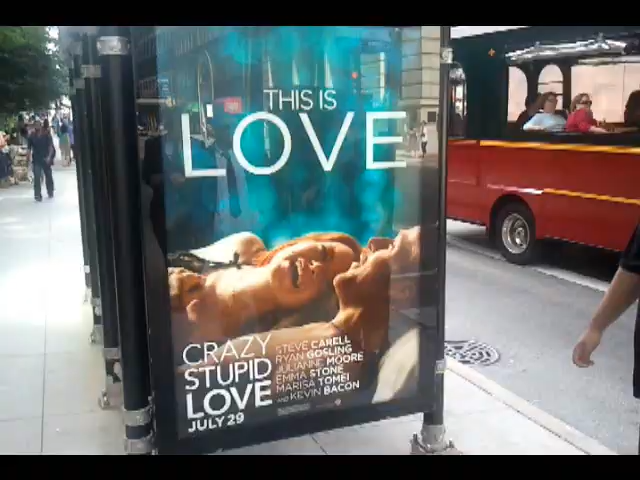 THIS IS
LOVE
CRAZY
STUPID
LOVE
JULY 29
STEVE CARELL
RYAN GOSLING
JULIANNE MOORE
EMMA STONE
MARISA TOMEI
AND KEVIN BACON